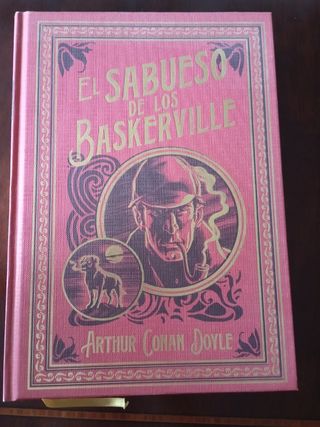 EL SABUESO
DE LOS
BASKERVILLE
ARTHUR CONAN DOYLE